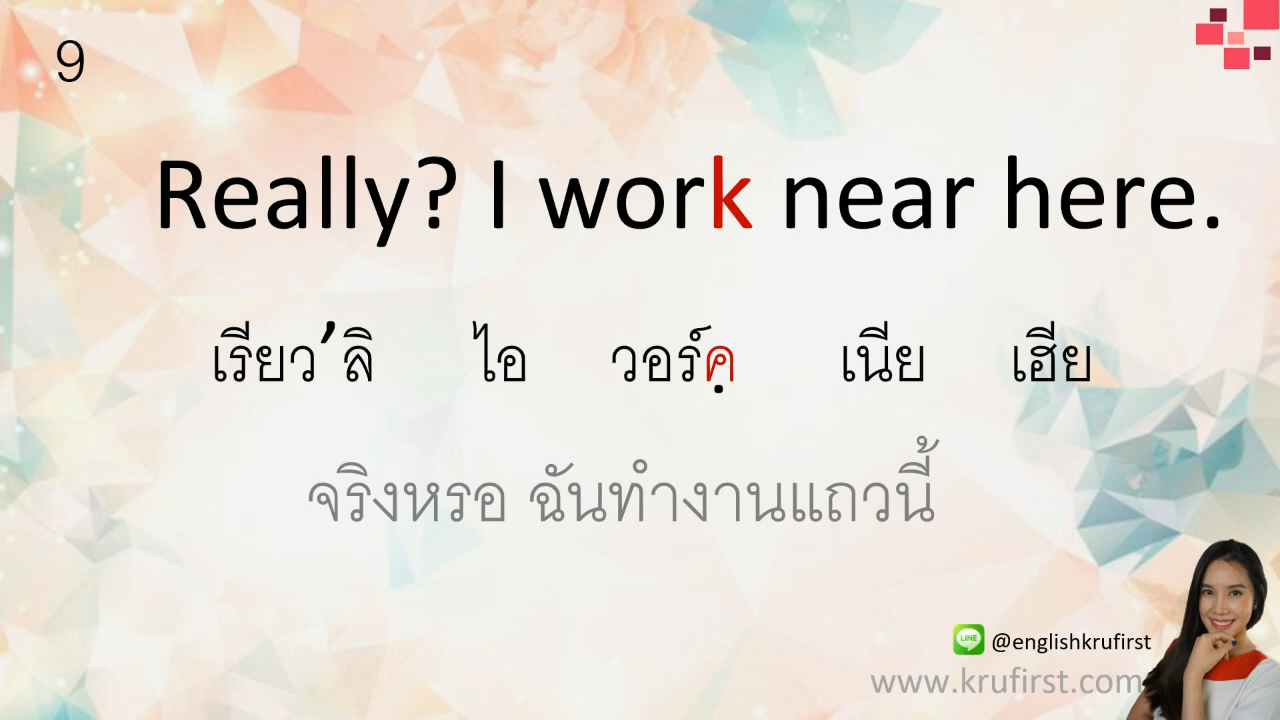 9
Really? I work near here.
เรียว’ลิ ไอ วอร์คฺ เนีย เฮีย
จริงหรอ ฉันทำงานแถวนี้
LINE @englishkrufirst
www.krufirst.com